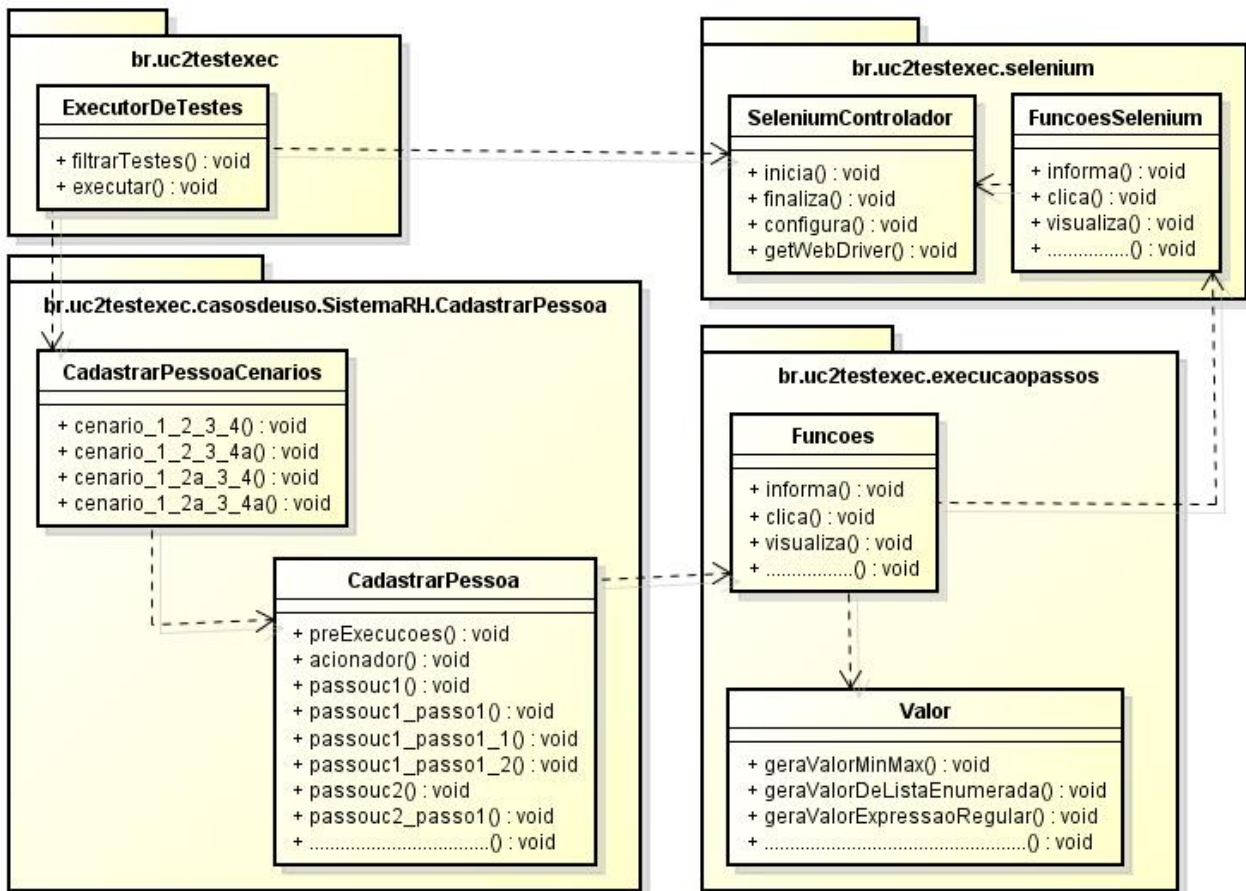 br.uc2testexec
ExecutorDeTestes
+ filtrarTestes() : void
+ executar() : void
br.uc2testexec.selenium
SeleniumControlador
+ inicia() : void
+ finaliza() : void
+ configura() : void
+ getWebDriver() : void
FuncoesSelenium
+ informa() : void
+ clica() : void
+ visualiza() : void
+ ................() : void
br.uc2testexec.casosdeuso.SistemaRH.CadastrarPessoa
CadastrarPessoaCenarios
+ cenario_1_2_3_4() : void
+ cenario_1_2_3_4a() : void
+ cenario_1_2a_3_4() : void
+ cenario_1_2a_3_4a() : void
CadastrarPessoa
+ preExecucoes() : void
+ acionador() : void
+ passouc1() : void
+ passouc1_passo1() : void
+ passouc1_passo1_1() : void
+ passouc1_passo1_2() : void
+ passouc2() : void
+ passouc2_passo1() : void
+ ..................................() : void
br.uc2testexec.execucaopassos
Funcoes
+ informa() : void
+ clica() : void
+ visualiza() : void
+ .................() : void
Valor
+ geraValorMinMax() : void
+ geraValorDeListaEnumerada() : void
+ geraValorExpressaoRegular() : void
+ ..................................................() : void